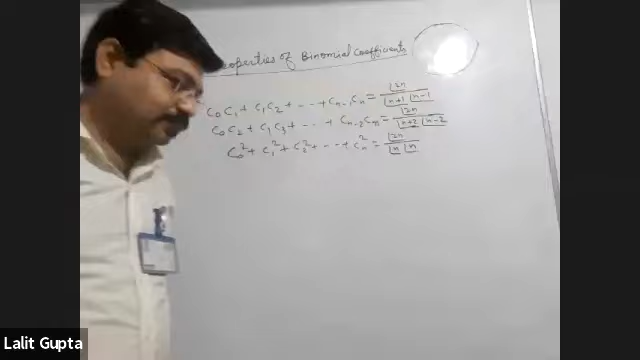 roperties of Binomial Coefficients
C₀C₁ + C₁C₂ + --- + Cₙ₋₁Cₙ = |2n / |n+1 |n-1
C₀C₂ + C₁C₃ + --- + Cₙ₋₂Cₙ = |2n / |n+2 |n-2
C₀² + C₁² + C₂² + --- + Cₙ² = |2n / |n |n
Lalit Gupta